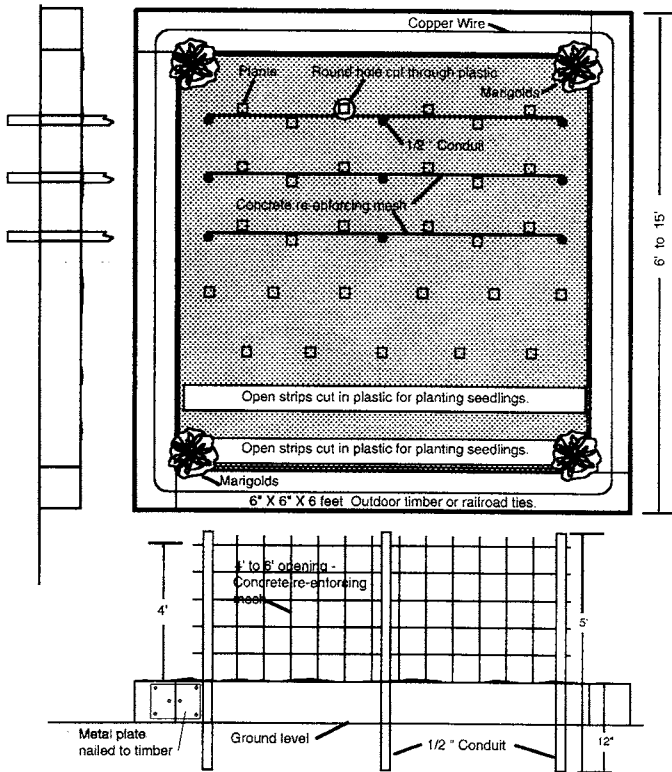 Copper Wire
Plants
Round hole cut through plastic
Marigolds
1/2 " Conduit
Concrete re-enforcing mesh
6' to 15'
Open strips cut in plastic for planting seedlings.
Open strips cut in plastic for planting seedlings.
Marigolds
6" X 6" X 6 feet Outdoor timber or railroad ties.
4' to 6' opening -
Concrete re-enforcing
mesh
4'
5'
Metal plate
nailed to timber
Ground level
1/2 " Conduit
12"